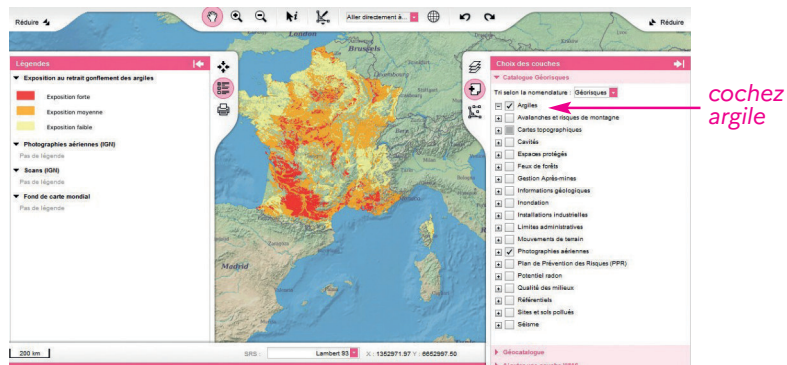 Réduire
Aller directement à...
Réduire
Légendes
Exposition au retrait gonflement des argiles
Exposition forte
Exposition moyenne
Exposition faible
Photographies aériennes (IGN)
Pas de légende
Scans (IGN)
Pas de légende
Fond de carte mondial
Pas de légende
London
Brussels
Luxembourg
Bern
Madrid
Choix des couches
Catalogue Géorisques
Tri selon la nomenclature : Géorisques
Argiles
Avalanches et risques de montagne
Cartes topographiques
Cavités
Espaces protégés
Feux de forêts
Gestion Après-mines
Informations géologiques
Inondation
Installations industrielles
Limites administratives
Mouvements de terrain
Photographies aériennes
Plan de Prévention des Risques (PPR)
Potentiel radon
Qualité des milieux
Référentiels
Sites et sols pollués
Séisme
Géocatalogue
cochez
argile
200 km
SRS : Lambert 93 X : 1352971.97 Y : 6652997.50